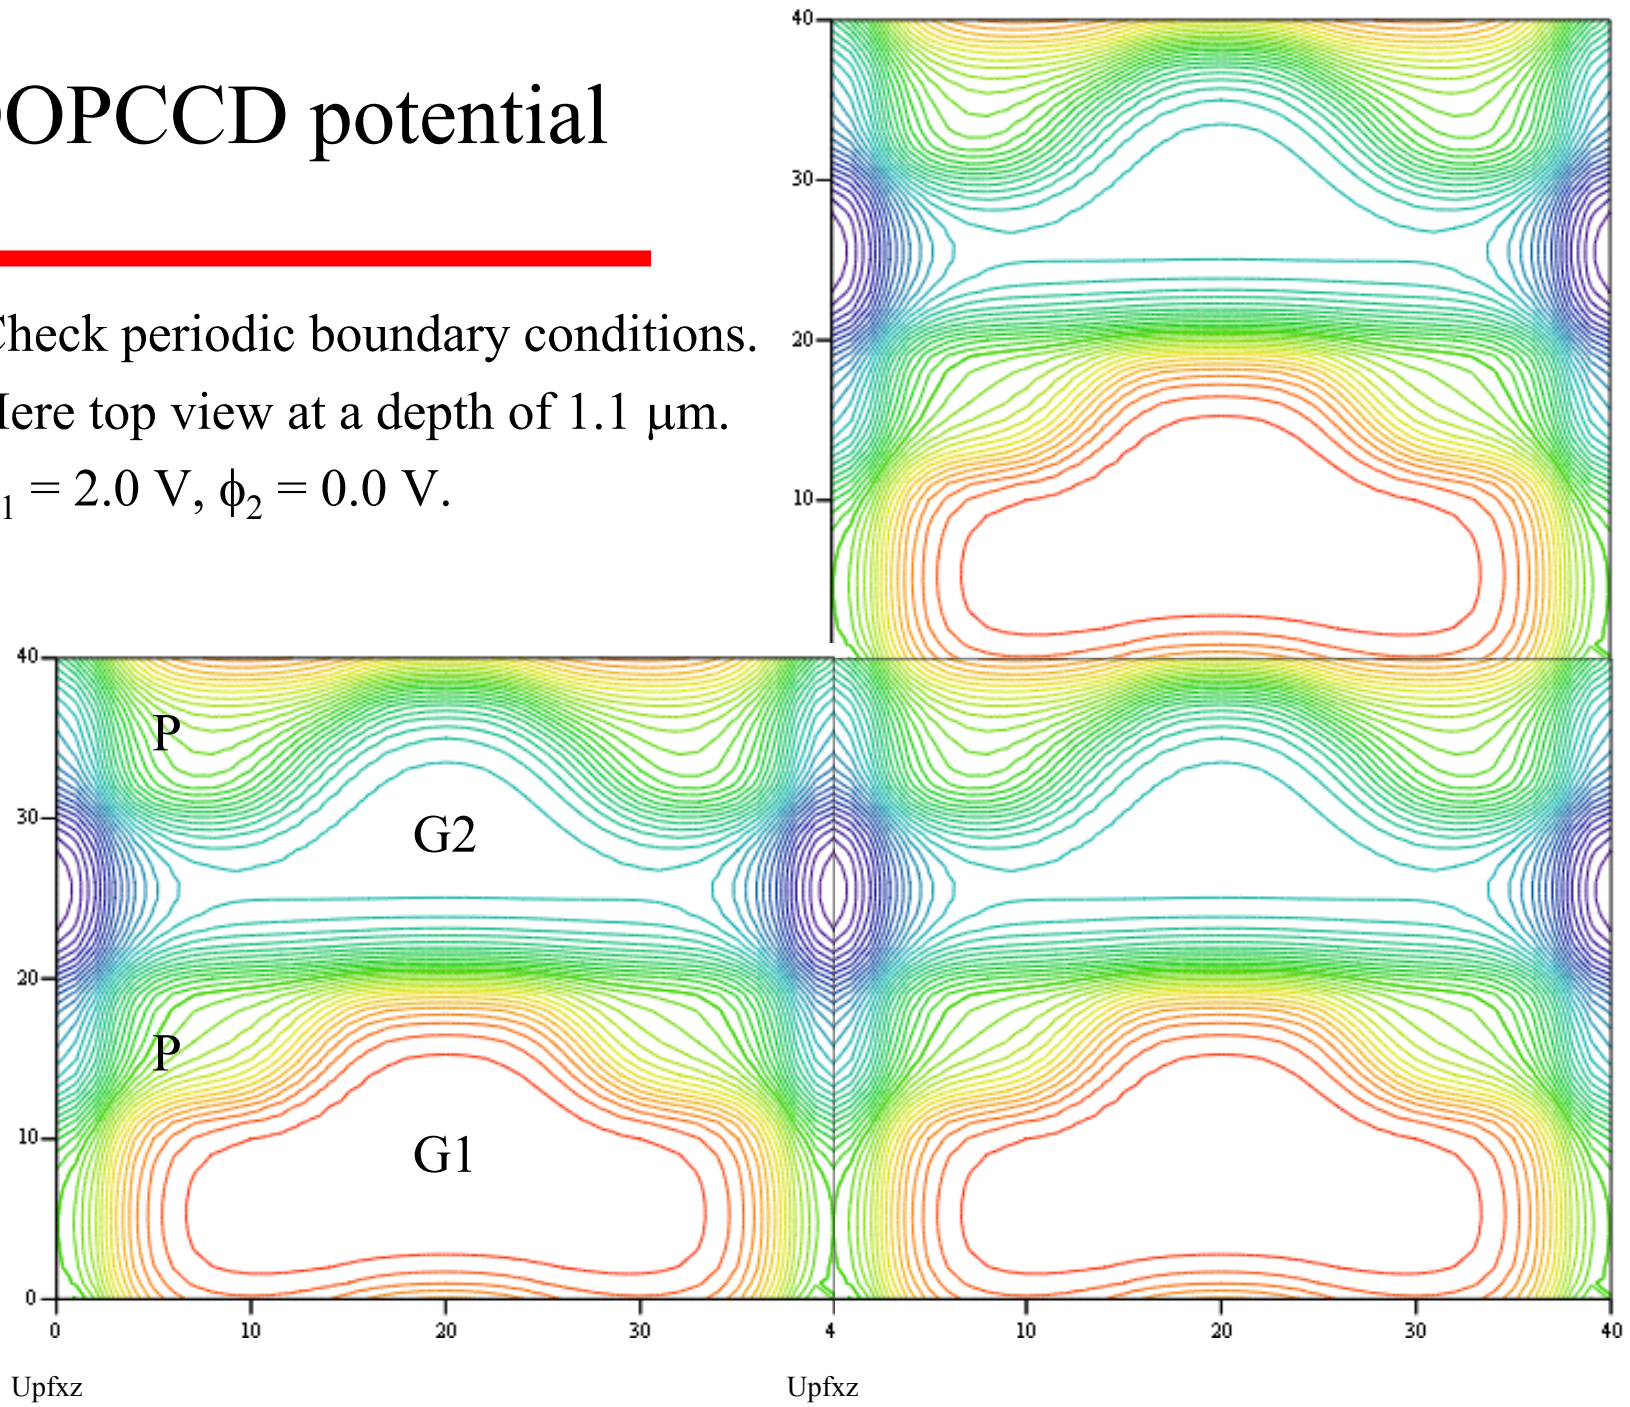 OPCCD potential
Check periodic boundary conditions.
Here top view at a depth of 1.1 μm.
1 = 2.0 V, ϕ2 = 0.0 V.
40
30
20
10
40
30
20
10
0
P
G2
P
G1
0 10 20 30 4 10 20 30 40
Upfxz Upfxz